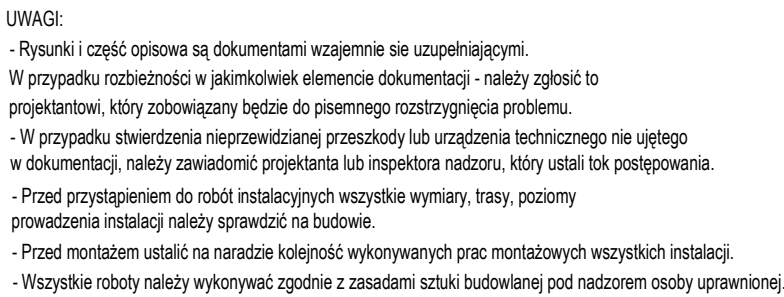 UWAGI:
- Rysunki i część opisowa są dokumentami wzajemnie sie uzupełniającymi.
W przypadku rozbieżności w jakimkolwiek elemencie dokumentacji - należy zgłosić to
projektantowi, który zobowiązany będzie do pisemnego rozstrzygnięcia problemu.
- W przypadku stwierdzenia nieprzewidzianej przeszkody lub urządzenia technicznego nie ujętego
w dokumentacji, należy zawiadomić projektanta lub inspektora nadzoru, który ustali tok postępowania.
- Przed przystąpieniem do robót instalacyjnych wszystkie wymiary, trasy, poziomy
prowadzenia instalacji należy sprawdzić na budowie.
- Przed montażem ustalić na naradzie kolejność wykonywanych prac montażowych wszystkich instalacji.
- Wszystkie roboty należy wykonywać zgodnie z zasadami sztuki budowlanej pod nadzorem osoby uprawnionej.